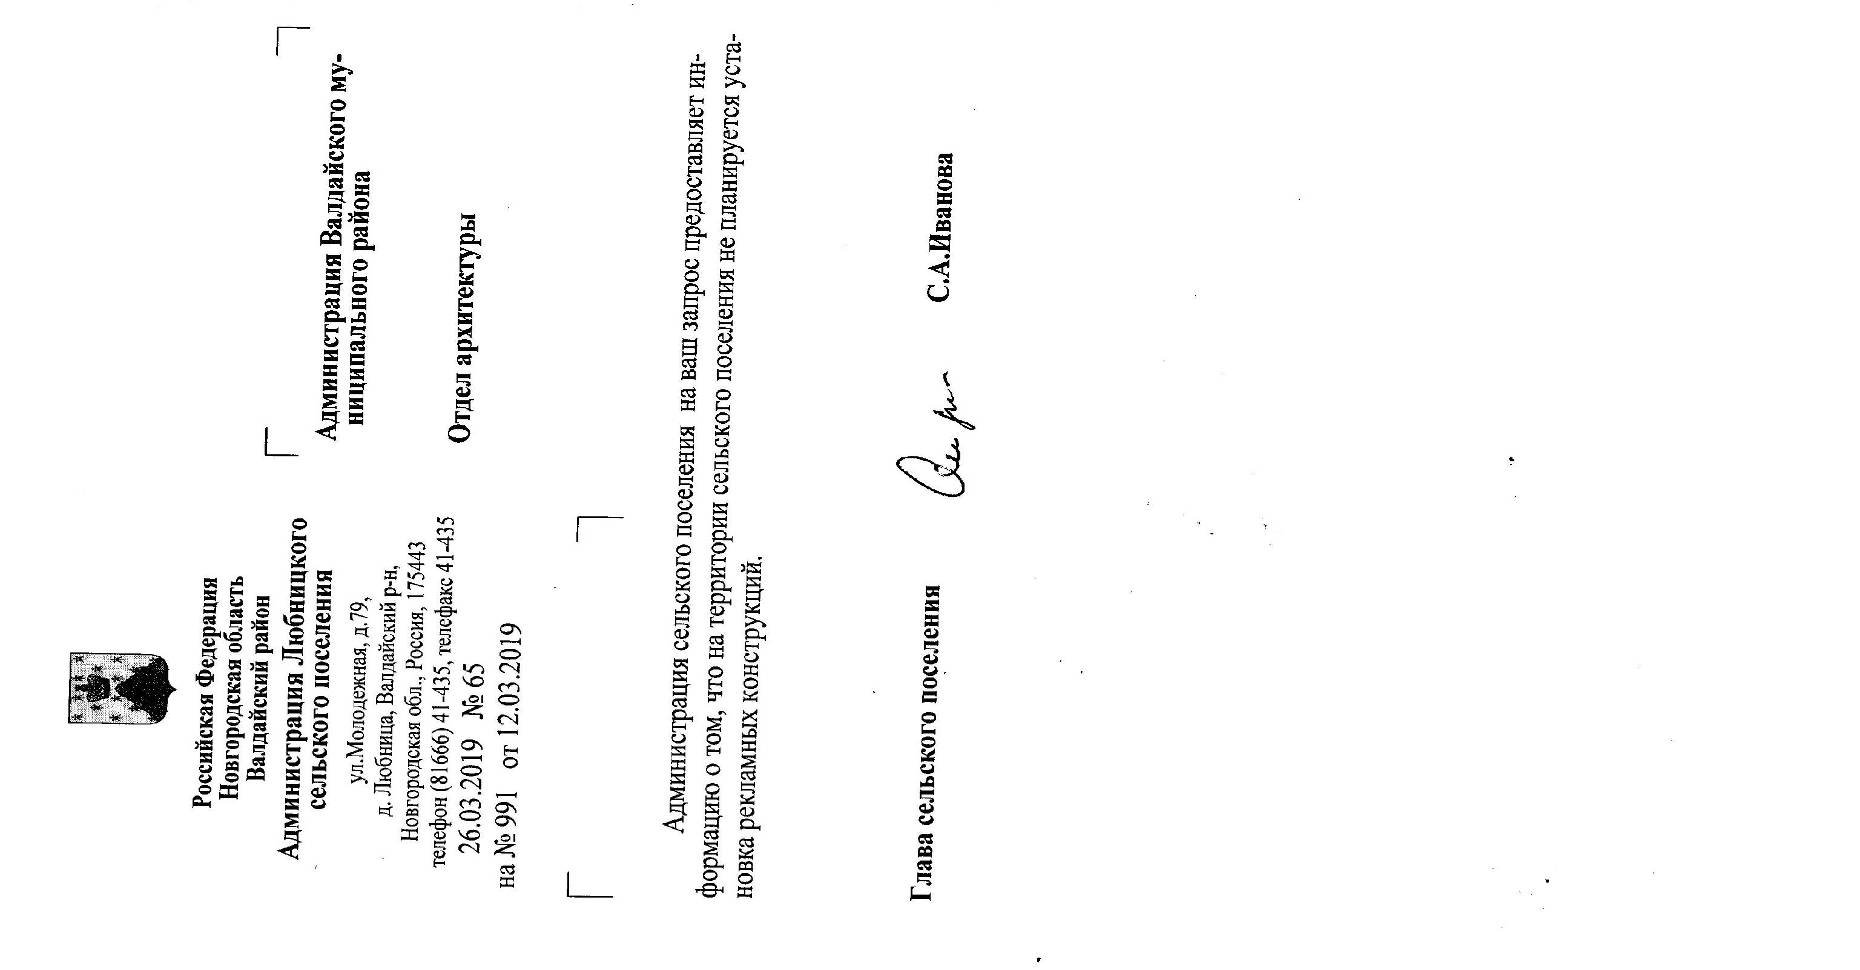 Российская Федерация
Новгородская область
Валдайский район
Администрация Любницкого
сельского поселения
ул.Молодежная, д.79,
д. Любница, Валдайский р-н,
Новгородская обл., Россия, 175443
телефон (81666) 41-435, телефакс 41-435
26.03.2019 № 65
на № 991 от 12.03.2019
Администрация Валдайского му-
ниципального района
Отдел архитектуры
Администрация сельского поселения на ваш запрос предоставляет ин-
формацию о том, что на территории сельского поселения не планируется уста-
новка рекламных конструкций.
Глава сельского поселения С.А.Иванова